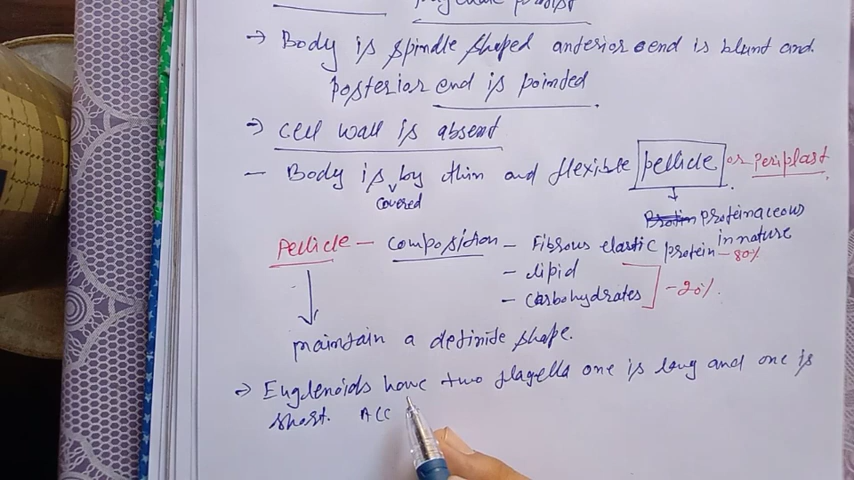 protist
→ Body is spindle shaped anterior end is blunt and
posterior end is pointed
→ cell wall is absent
- Body is by thin and flexible pellicle or periplast.
covered
proteinaceous
in nature
Pellicle - composition - Fibrous elastic protein - 80%
- lipid
- carbohydrates - 20%.
maintain a definite shape.
→ Euglenoids have two flagella one is long and one is
short. Acc